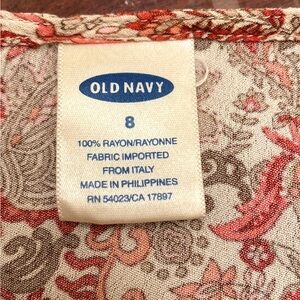 OLD NAVY
8
100% RAYON/RAYONNE
FABRIC IMPORTED
FROM ITALY
MADE IN PHILIPPINES
RN 54023/CA 17897